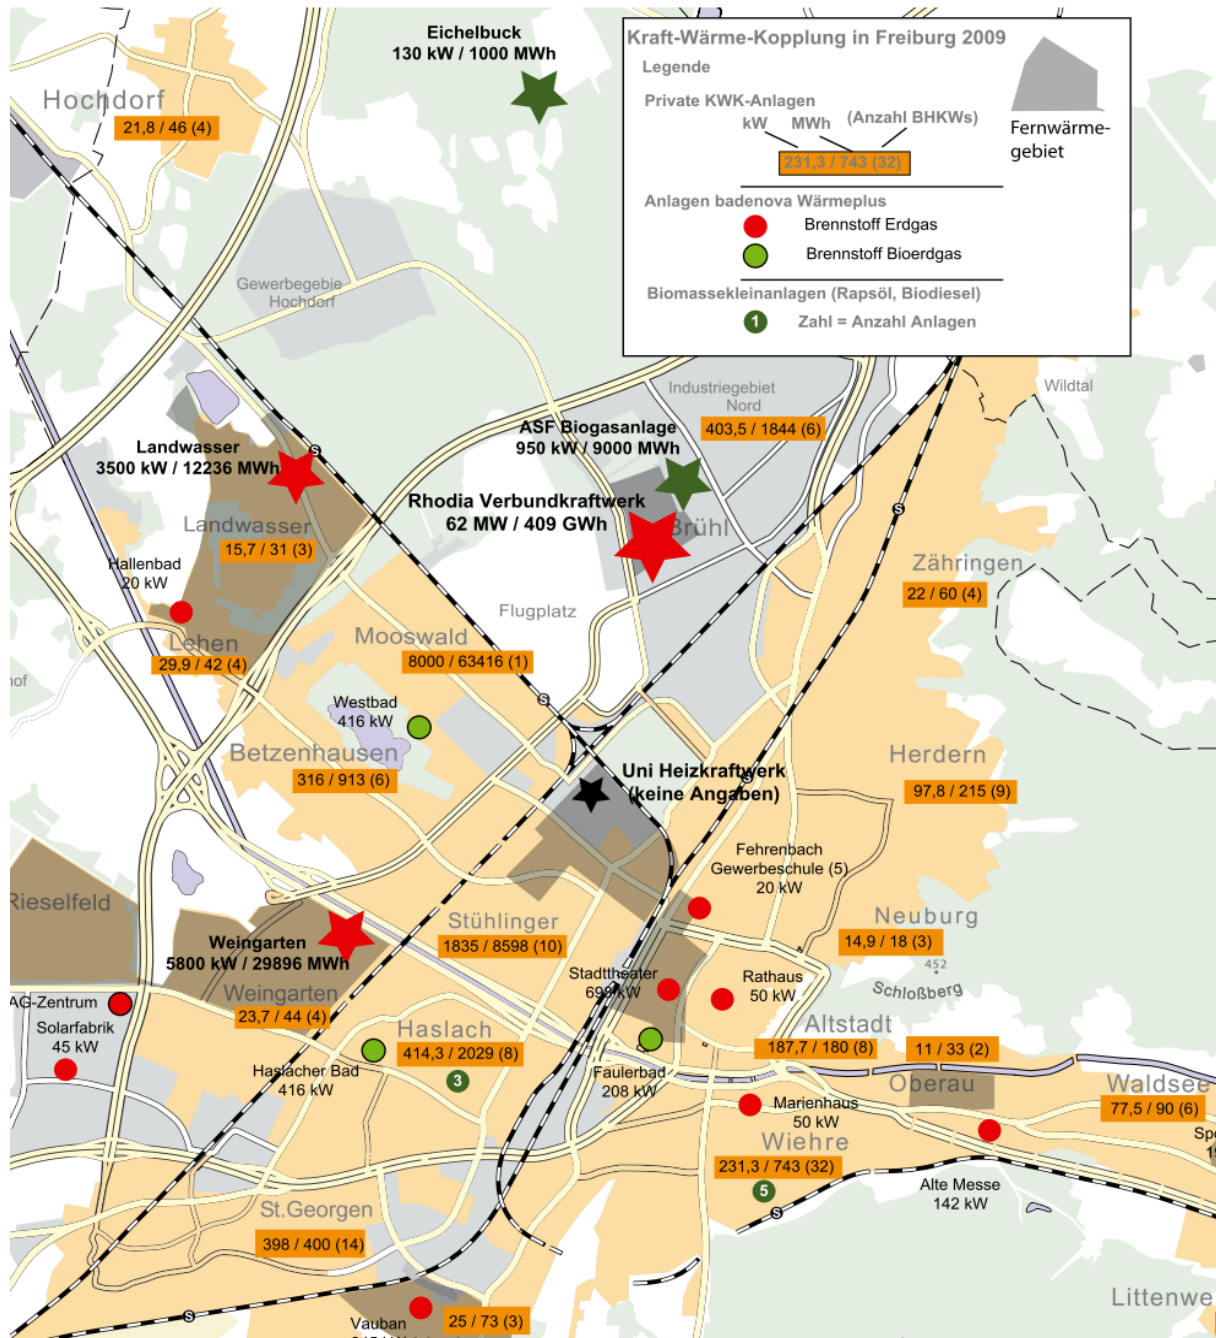 Eichelbuck
130 kW / 1000 MWh
Kraft-Wärme-Kopplung in Freiburg 2009
Legende
Private KWK-Anlagen
kW MWh (Anzahl BHKWs)
231,3 / 743 (32)
Fernwärme-
gebiet
Anlagen badenova Wärmeplus
Brennstoff Erdgas
Brennstoff Bioerdgas
Biomassekleinanlagen (Rapsöl, Biodiesel)
1 Zahl = Anzahl Anlagen
Hochdorf
21,8 / 46 (4)
Gewerbegebie
Hochdorf
Industriegebiet
Nord
403,5 / 1844 (6)
Wildtal
ASF Biogasanlage
950 kW / 9000 MWh
Landwasser
3500 kW / 12236 MWh
S
Rhodia Verbundkraftwerk
62 MW / 409 GWh
Brühl
S
Landwasser
15,7 / 31 (3)
Hallenbad
20 kW
Zähringen
22 / 60 (4)
Flugplatz
Lehen
29,9 / 42 (4)
Mooswald
8000 / 63416 (1)
hof
S
Westbad
416 kW
Betzenhausen
316 / 913 (6)
Uni Heizkraftwerk
(keine Angaben)
S
Herdern
97,8 / 215 (9)
Fehrenbach
Gewerbeschule (5)
20 kW
Rieselfeld
Stühlinger
1835 / 8598 (10)
Neuburg
14,9 / 18 (3)
Weingarten
5800 kW / 29896 MWh
452
Schloßberg
Stadttheater
698 kW
Rathaus
50 kW
AG-Zentrum
Weingarten
23,7 / 44 (4)
Solarfabrik
45 kW
Haslach
414,3 / 2029 (8)
3
Haslacher Bad
416 kW
Altstadt
187,7 / 180 (8)
11 / 33 (2)
Faulerbad
208 kW
Oberau
Waldsee
77,5 / 90 (6)
Marienhaus
50 kW
Wiehre
231,3 / 743 (32)
5
Spo
19
Alte Messe
142 kW
S
St.Georgen
398 / 400 (14)
Littenwe
S
Vauban
25 / 73 (3)